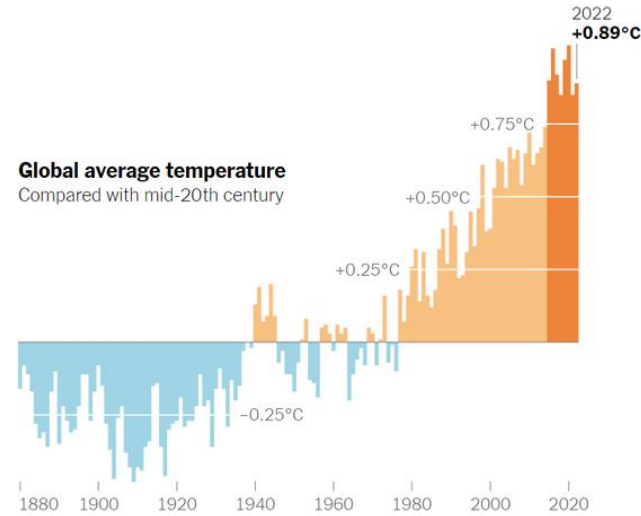 2022
+0.89°C
+0.75°C
Global average temperature
Compared with mid-20th century
+0.50°C
+0.25°C
−0.25°C
1880 1900 1920 1940 1960 1980 2000 2020